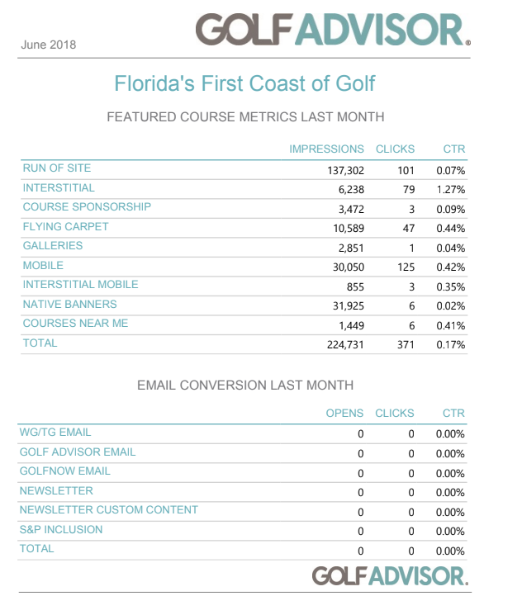 GOLFADVISOR.®
June 2018
Florida's First Coast of Golf
FEATURED COURSE METRICS LAST MONTH
IMPRESSIONS CLICKS CTR
RUN OF SITE 137,302 101 0.07%
INTERSTITIAL 6,238 79 1.27%
COURSE SPONSORSHIP 3,472 3 0.09%
FLYING CARPET 10,589 47 0.44%
GALLERIES 2,851 1 0.04%
MOBILE 30,050 125 0.42%
INTERSTITIAL MOBILE 855 3 0.35%
NATIVE BANNERS 31,925 6 0.02%
COURSES NEAR ME 1,449 6 0.41%
TOTAL 224,731 371 0.17%
EMAIL CONVERSION LAST MONTH
OPENS CLICKS CTR
WG/TG EMAIL 0 0 0.00%
GOLF ADVISOR EMAIL 0 0 0.00%
GOLFNOW EMAIL 0 0 0.00%
NEWSLETTER 0 0 0.00%
NEWSLETTER CUSTOM CONTENT 0 0 0.00%
S&P INCLUSION 0 0 0.00%
TOTAL 0 0 0.00%
GOLFADVISOR.